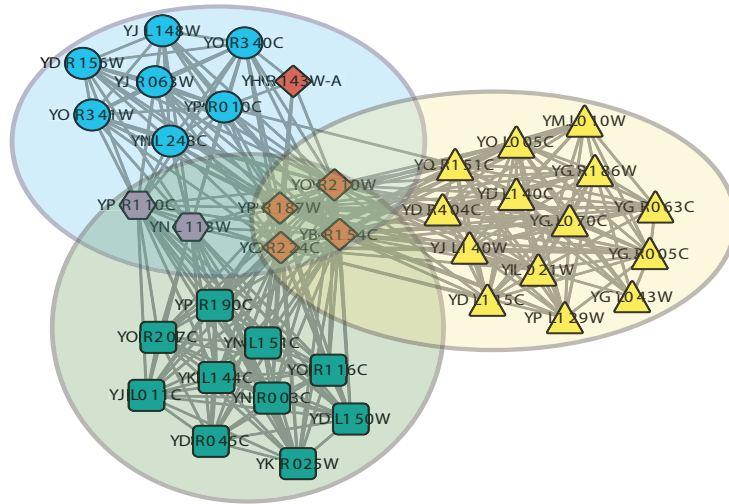 YJL148W
YOR340C
YDR156W
YJR063W
YHR143W-A
YOR341W
YPR010C
YNL248C
YML010W
YOL005C
YGR186W
YOR151C
YDL140C
YOR210W
YPR110C
YPR187W
YDR404C
YGL070C
YGR063C
YNL113W
YBR154C
YOR224C
YJL140W
YGR005C
YIL021W
YDL115C
YGL043W
YPL129W
YPR190C
YOR207C
YNL151C
YKL144C
YOR116C
YJL011C
YNR003C
YDL150W
YDR045C
YKR025W